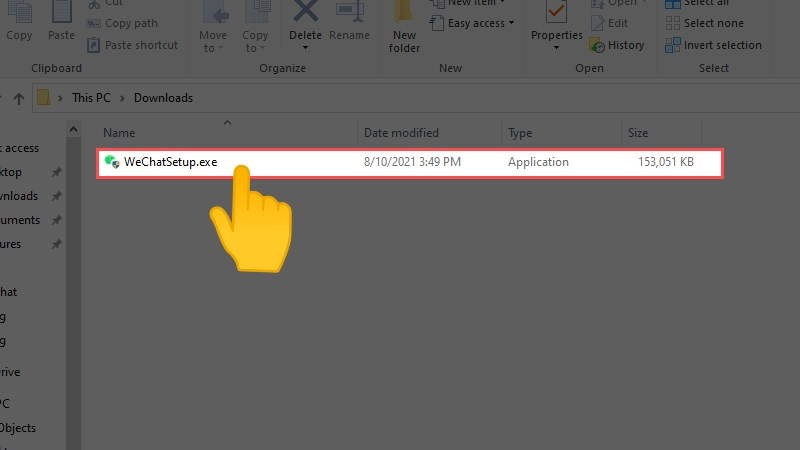 New item
Open
Select all
Cut
Copy
Paste
Copy path
Paste shortcut
Move
to
Copy
to
Delete
Rename
New
folder
Easy access
Properties
Edit
History
Select none
Invert selection
Clipboard
Organize
New
Open
Select
This PC > Downloads
Name
Date modified
Type
Size
WeChatSetup.exe
8/10/2021 3:49 PM
Application
153,051 KB
access
ktop
wnloads
uments
ures
hat
g
g
rive
PC
Objects